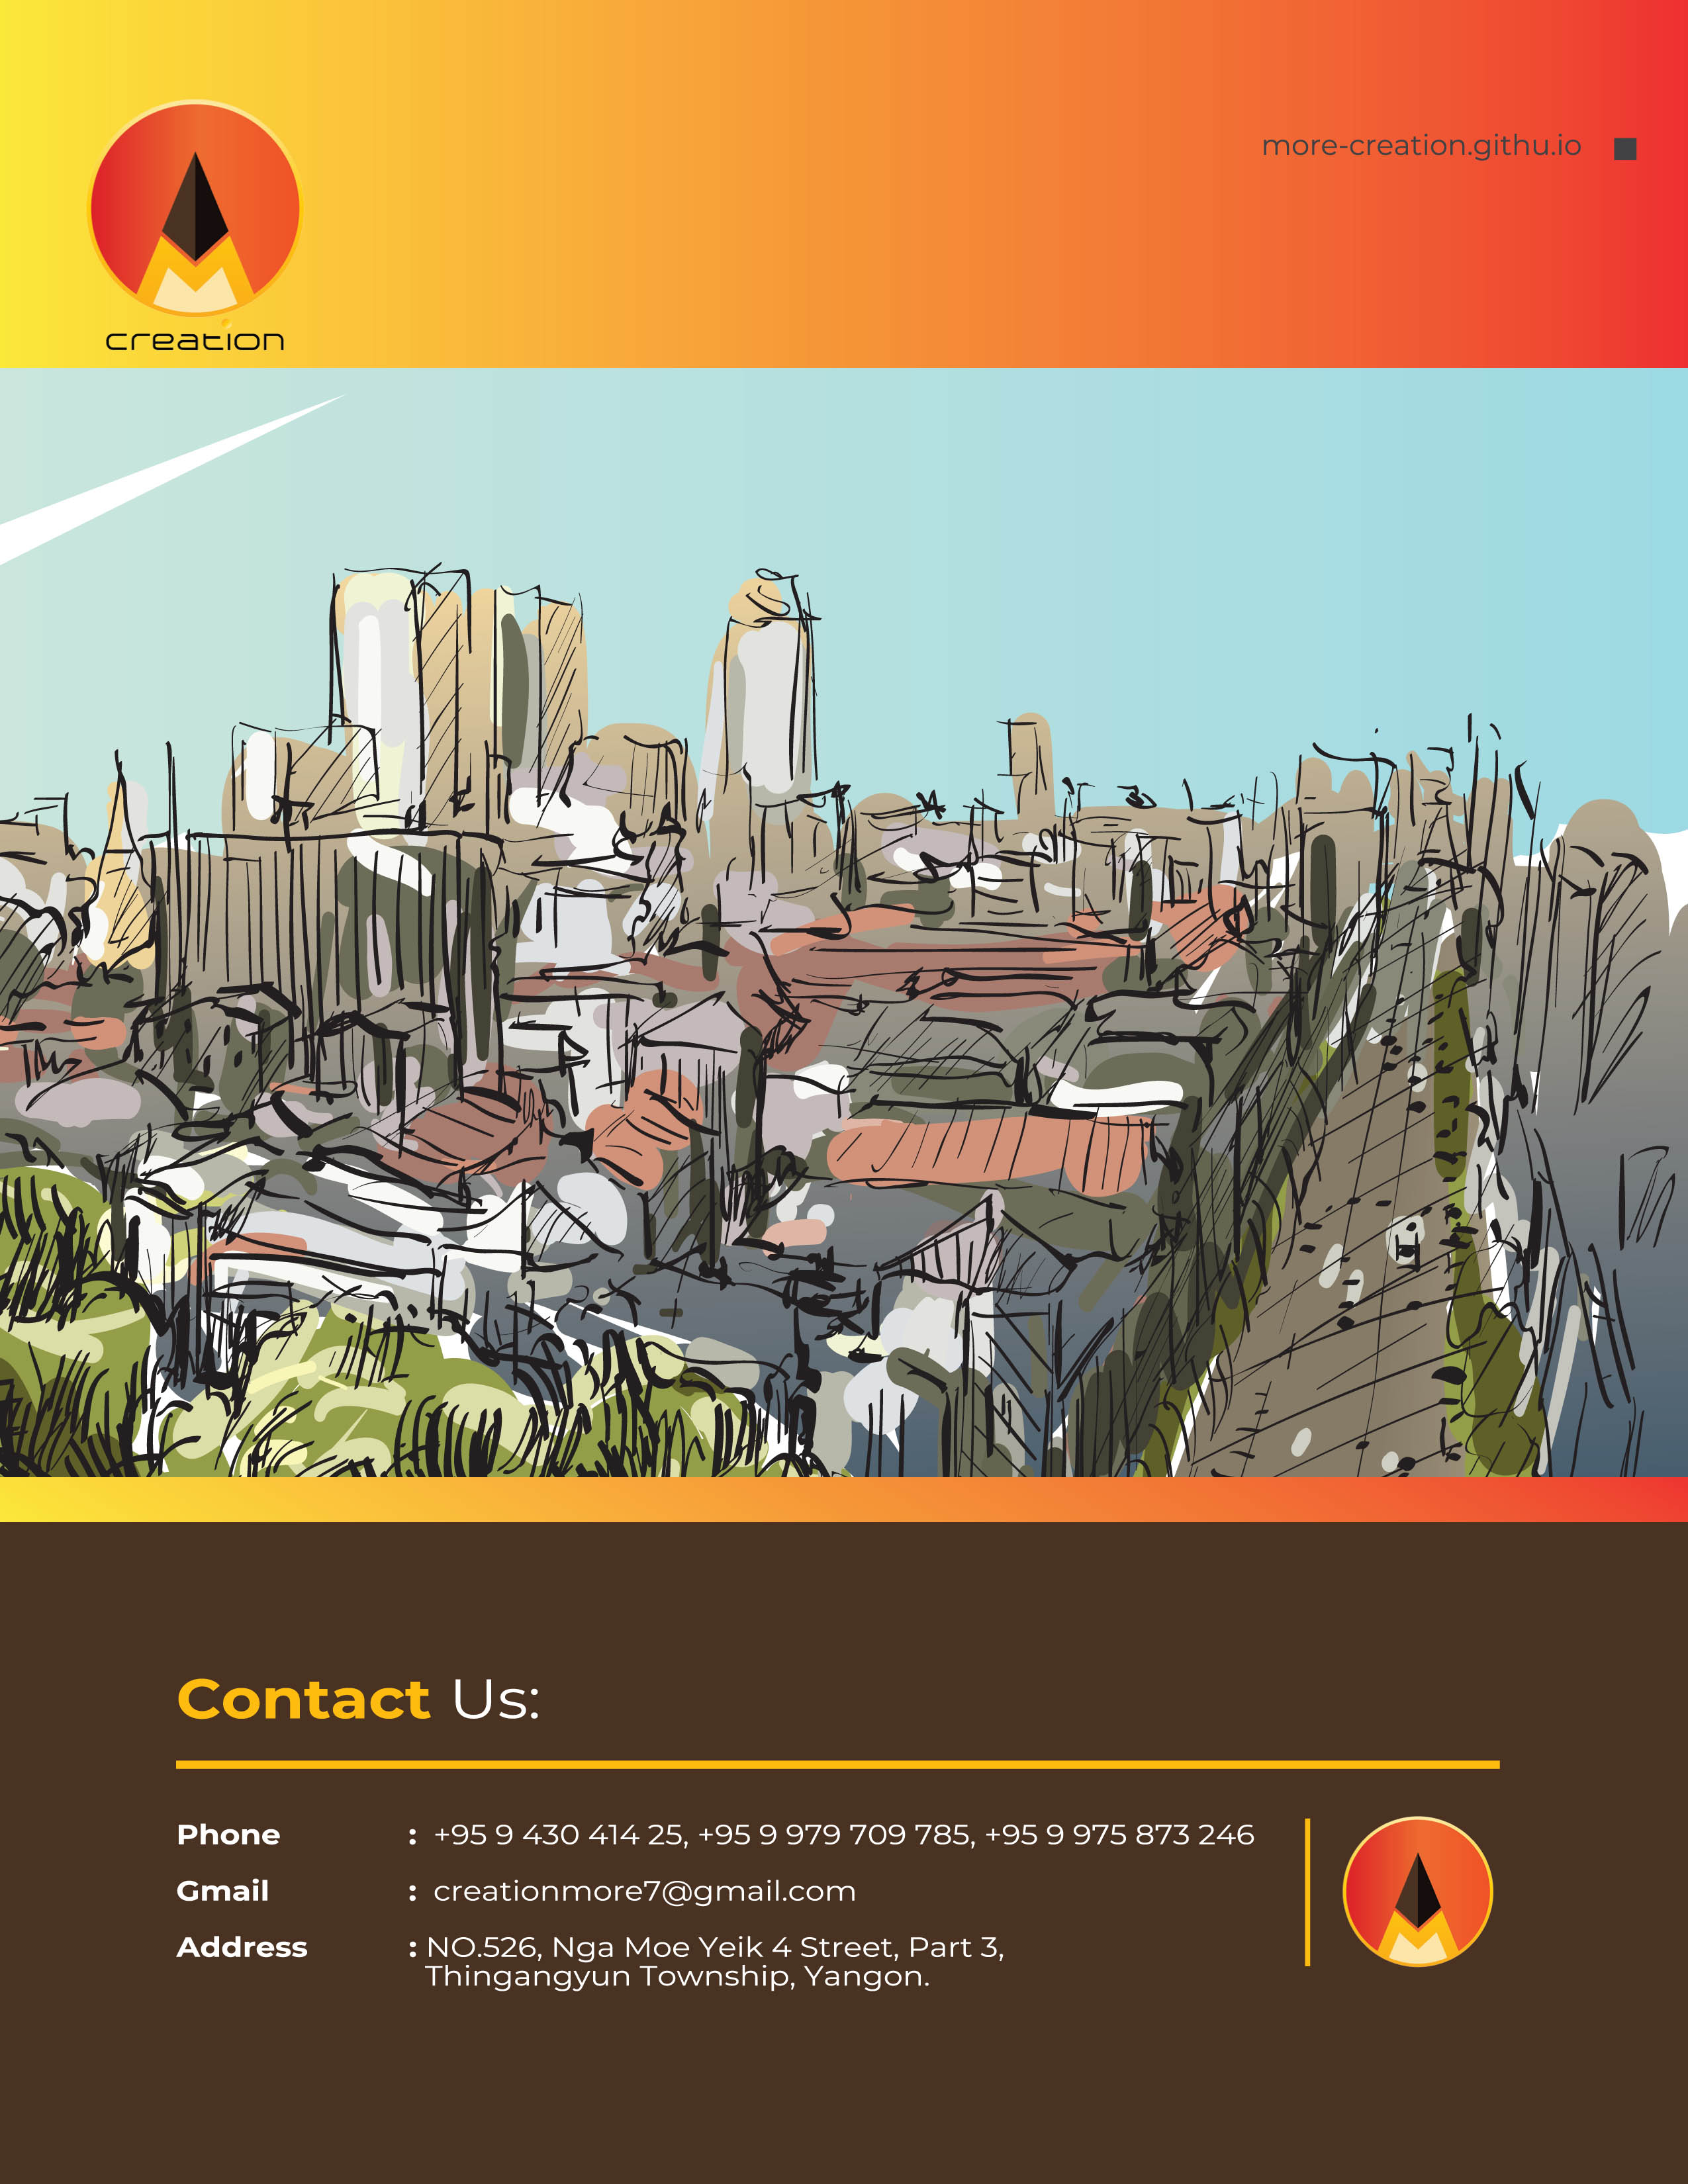 more-creation.githu.io
creation
Contact Us:
Phone : +95 9 430 414 25, +95 9 979 709 785, +95 9 975 873 246
Gmail : creationmore7@gmail.com
Address : NO.526, Nga Moe Yeik 4 Street, Part 3,
Thingangyun Township, Yangon.